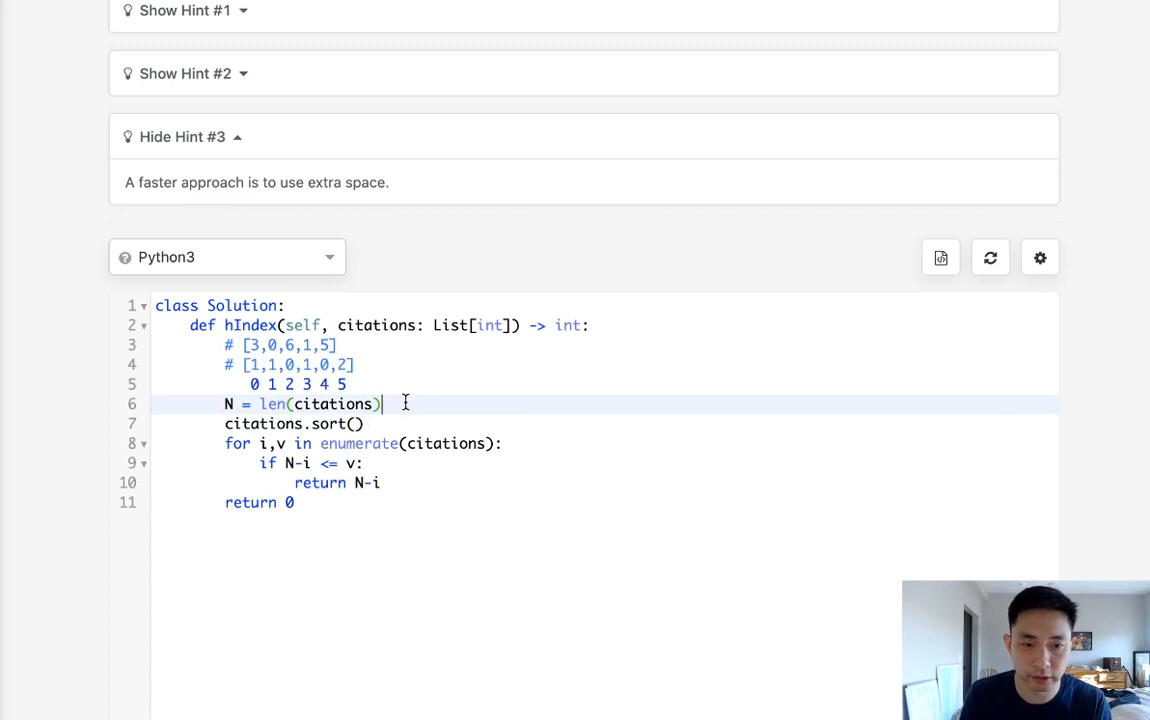 Show Hint #1
Show Hint #2
Hide Hint #3
A faster approach is to use extra space.
Python3
1 class Solution:
2 def hIndex(self, citations: List[int]) -> int:
3 # [3,0,6,1,5]
4 # [1,1,0,1,0,2]
5 0 1 2 3 4 5
6 N = len(citations)
7 citations.sort()
8 for i,v in enumerate(citations):
9 if N-i <= v:
10 return N-i
11 return 0